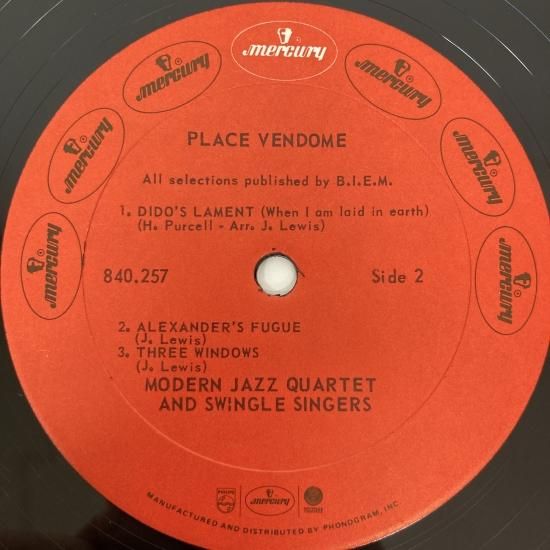 mercury
mercury
mercury
mercury
mercury
mercury
mercury
PLACE VENDOME
All selections published by B.I.E.M.
1. DIDO'S LAMENT (When I am laid in earth)
(H. Purcell - Arr. J. Lewis)
840.257
Side 2
2. ALEXANDER'S FUGUE
(J. Lewis)
3. THREE WINDOWS
(J. Lewis)
MODERN JAZZ QUARTET
AND SWINGLE SINGERS
PHILIPS
mercury
MANUFACTURED AND DISTRIBUTED BY PHONOGRAM, INC.